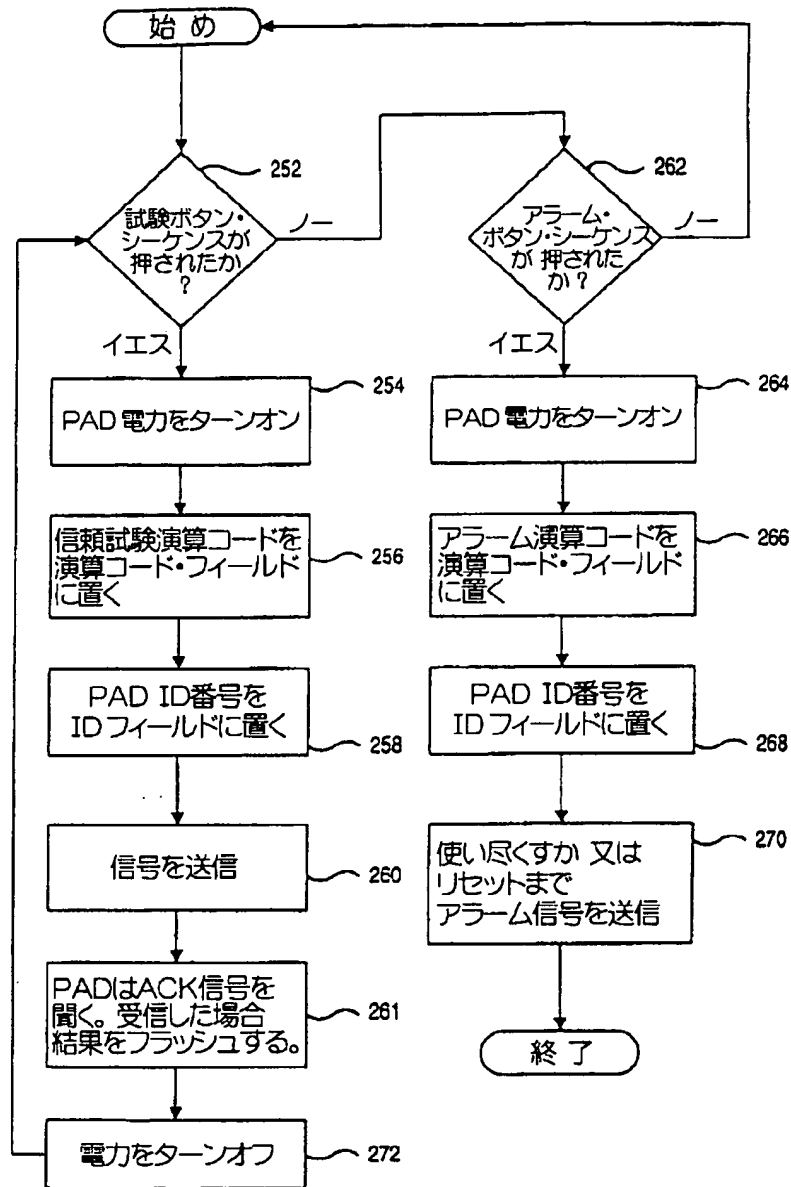 始め
252
試験ボタン・
シーケンスが
押されたか
?
ノー
イエス
254
PAD 電力をターンオン
信頼試験演算コードを
演算コード・フィールド
に置く
256
PAD ID番号を
IDフィールドに置く
258
信号を送信
260
PADはACK信号を
聞く。受信した場合
結果をフラッシュする。
261
電力をターンオフ
272
262
アラーム・
ボタン・シーケンス
が 押された
か?
ノー
イエス
264
PAD 電力をターンオン
アラーム演算コードを
演算コード・フィールド
に置く
266
PAD ID番号を
IDフィールドに置く
268
使い尽くすか 又は
リセットまで
アラーム信号を送信
270
終了